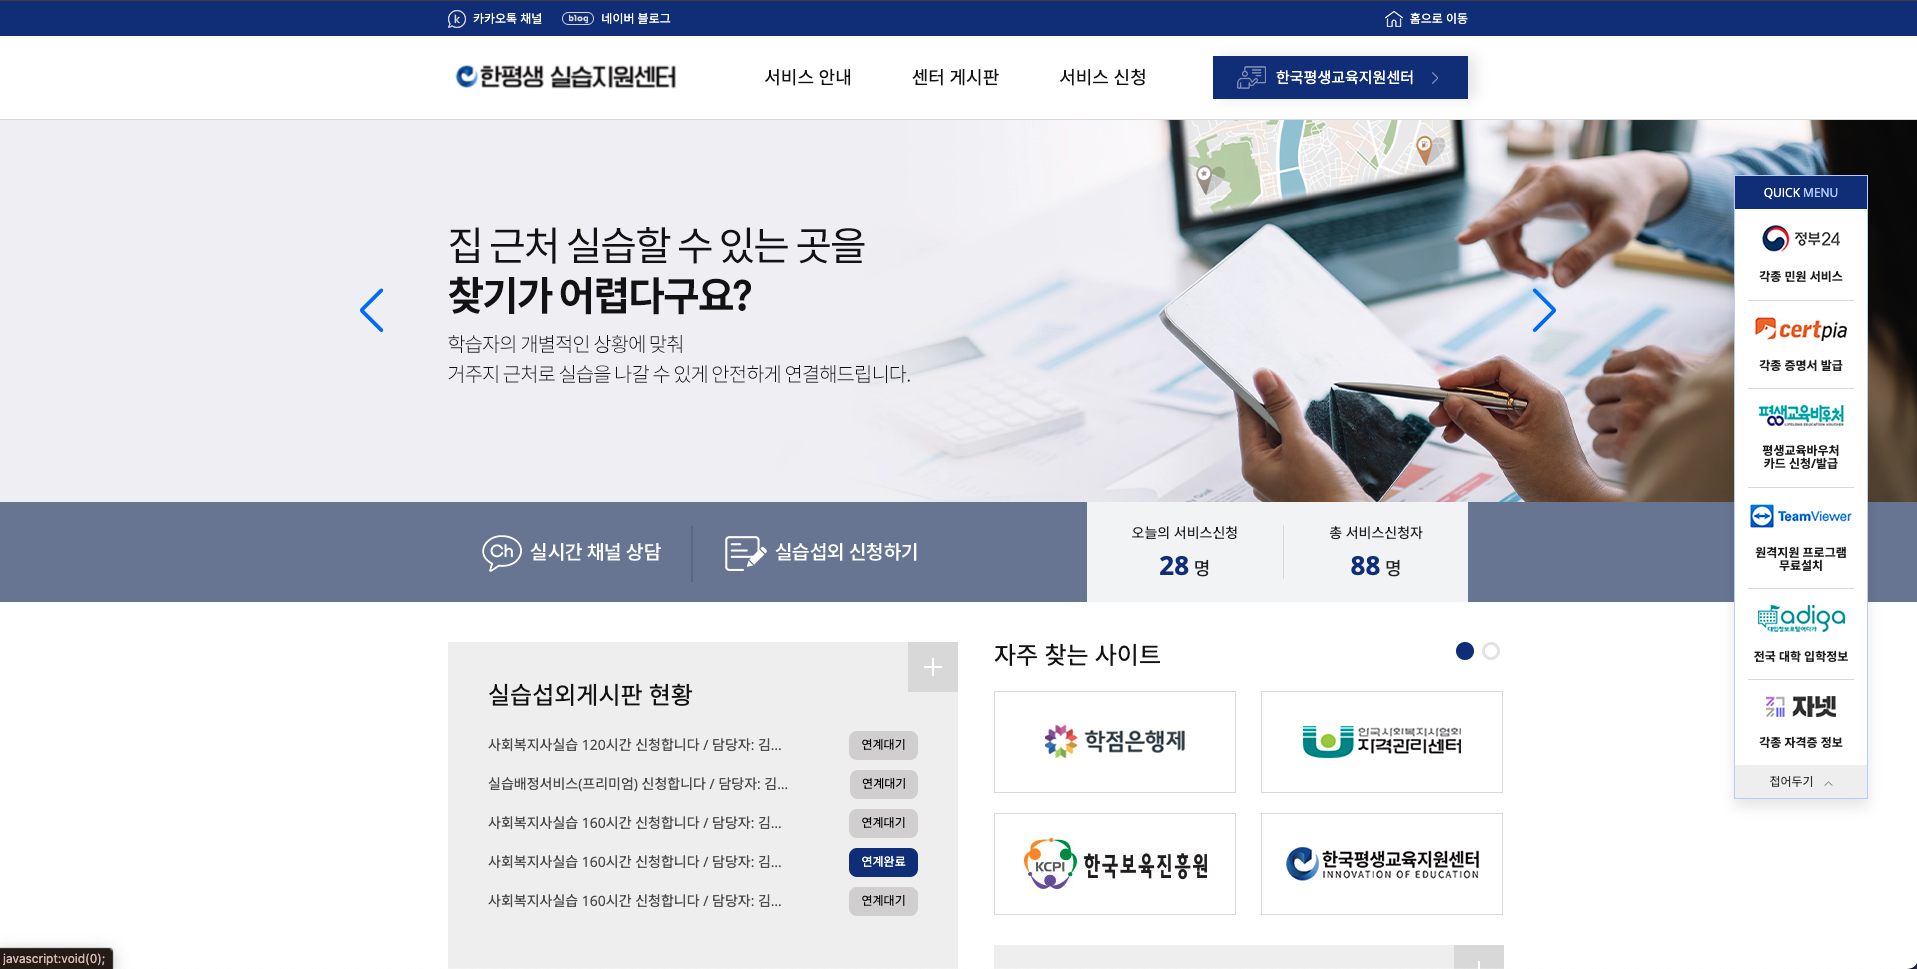 카카오톡 채널
blog 네이버 블로그
홈으로 이동
한평생 실습지원센터
서비스 안내
센터 게시판
서비스 신청
한국평생교육지원센터
집 근처 실습할 수 있는 곳을
찾기가 어렵다구요?
학습자의 개별적인 상황에 맞춰
거주지 근처로 실습을 나갈 수 있게 안전하게 연결해드립니다.
QUICK MENU
정부24
각종 민원 서비스
certpia
각종 증명서 발급
평생교육바우처
LIFELONG EDUCATION VOUCHER
평생교육바우처
카드 신청/발급
TeamViewer
원격지원 프로그램
무료설치
adiga
대입정보포털어디가
전국 대학 입학정보
자넷
각종 자격증 정보
접어두기
Ch 실시간 채널 상담
실습섭외 신청하기
오늘의 서비스신청
28 명
총 서비스신청자
88 명
실습섭외게시판 현황
사회복지사실습 120시간 신청합니다 / 담당자: 김...
연계대기
실습배정서비스(프리미엄) 신청합니다 / 담당자: 김...
연계대기
사회복지사실습 160시간 신청합니다 / 담당자: 김...
연계대기
사회복지사실습 160시간 신청합니다 / 담당자: 김...
연계완료
사회복지사실습 160시간 신청합니다 / 담당자: 김...
연계대기
자주 찾는 사이트
학점은행제
한국사회복지사협회
자격관리센터
KCPI 한국보육진흥원
한국평생교육지원센터
INNOVATION OF EDUCATION
javascript:void(0);